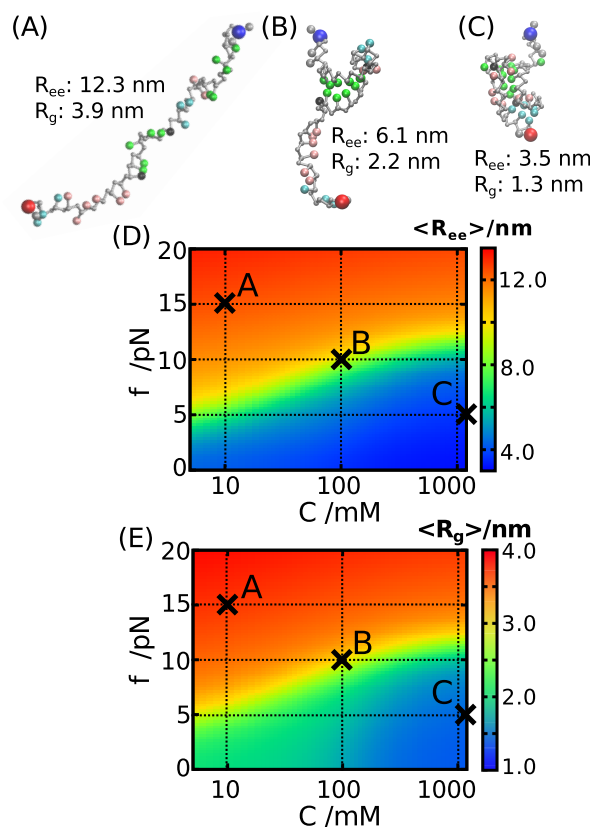 (A)
R_ee: 12.3 nm
R_g: 3.9 nm
(B)
R_ee: 6.1 nm
R_g: 2.2 nm
(C)
R_ee: 3.5 nm
R_g: 1.3 nm
(D)
<R_ee>/nm
20
15
10
5
0
f /pN
A
B
C
10
100
1000
C /mM
12.0
8.0
4.0
(E)
<R_g>/nm
20
15
10
5
0
f /pN
A
B
C
10
100
1000
C /mM
4.0
3.0
2.0
1.0